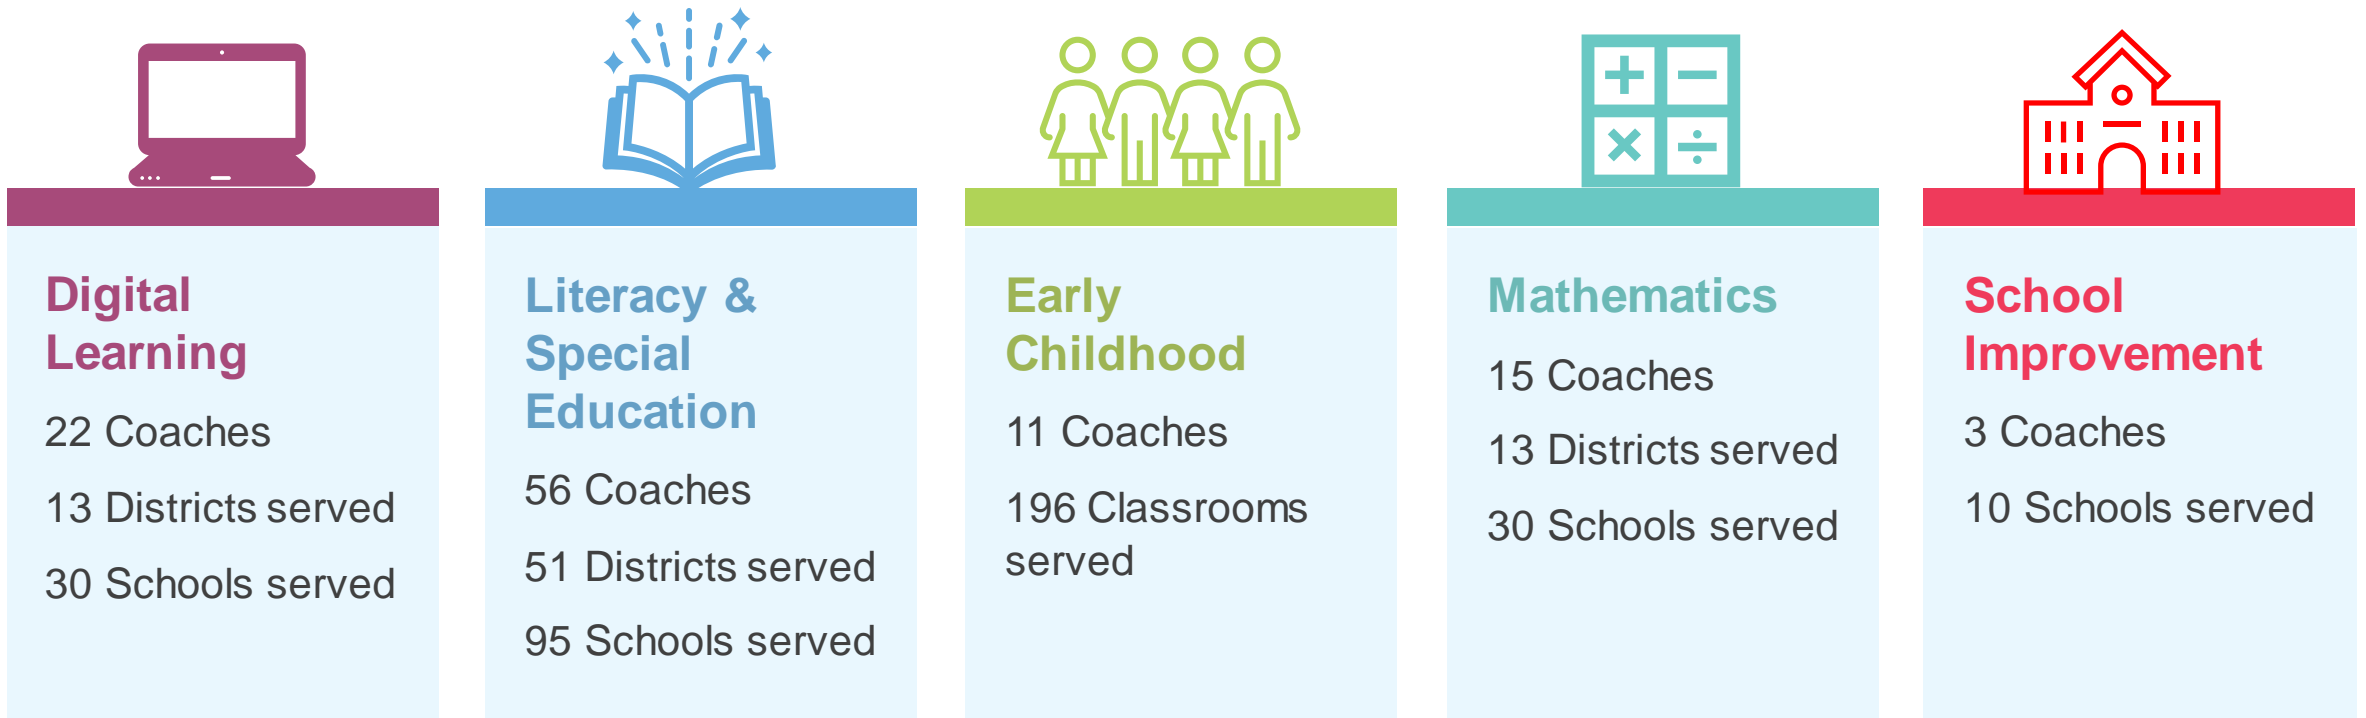 Digital
Learning
22 Coaches
13 Districts served
30 Schools served
Literacy &
Special
Education
56 Coaches
51 Districts served
95 Schools served
Early
Childhood
11 Coaches
196 Classrooms
served
Mathematics
15 Coaches
13 Districts served
30 Schools served
School
Improvement
3 Coaches
10 Schools served